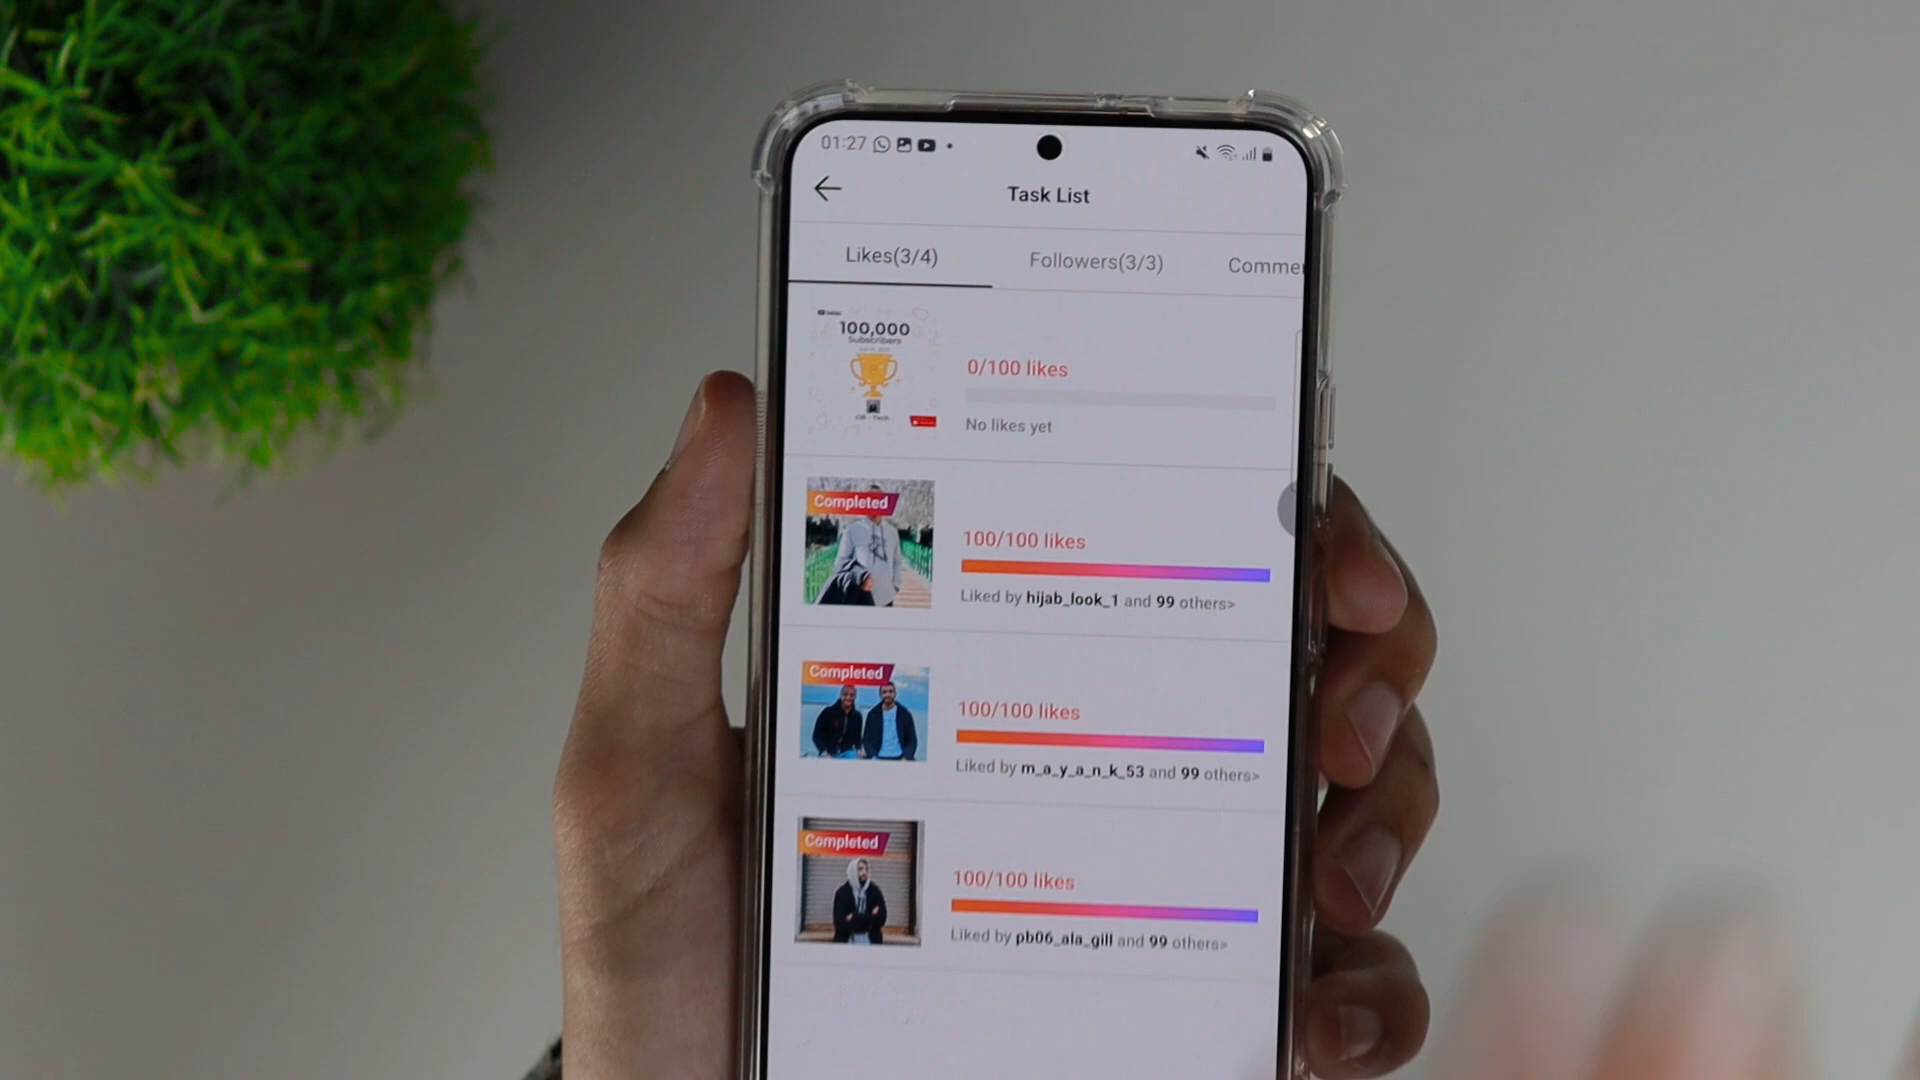 01:27
Task List
Likes(3/4)
Followers(3/3)
Commen
100,000
Subscribers
0/100 likes
No likes yet
Completed
100/100 likes
Liked by hijab_look_1 and 99 others>
Completed
100/100 likes
Liked by m_a_y_a_n_k_53 and 99 others>
Completed
100/100 likes
Liked by pb06_ala_gill and 99 others>